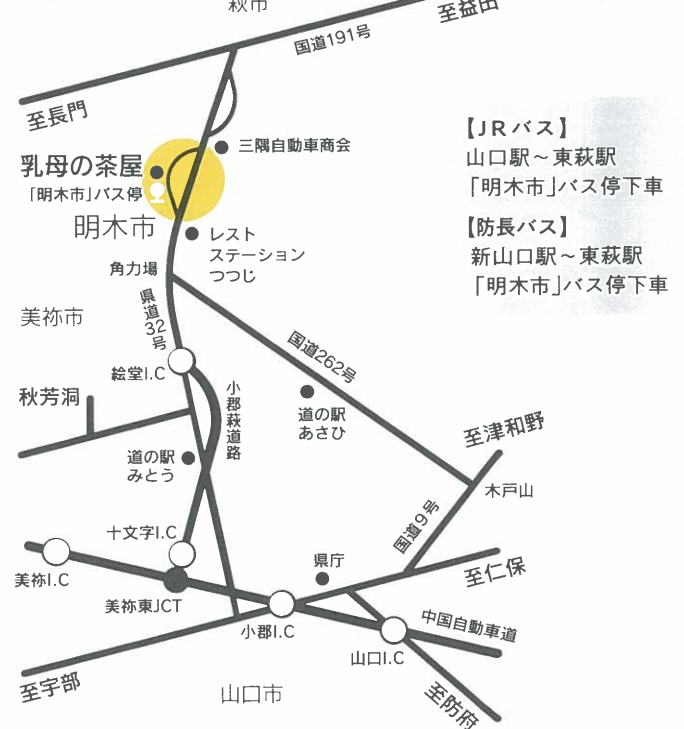 萩市
至益田
国道191号
至長門
三隅自動車商会
乳母の茶屋
「明木市」バス停
明木市
レスト
ステーション
つつじ
角力場
県道32号
美祢市
絵堂I.C
国道262号
小郡萩道路
秋芳洞
道の駅
あさひ
至津和野
道の駅
みとう
木戸山
国道9号
十文字I.C
県庁
至仁保
美祢I.C
美祢東JCT
小郡I.C
中国自動車道
山口I.C
至宇部
山口市
至防府
【JRバス】
山口駅～東萩駅
「明木市」バス停下車
【防長バス】
新山口駅～東萩駅
「明木市」バス停下車